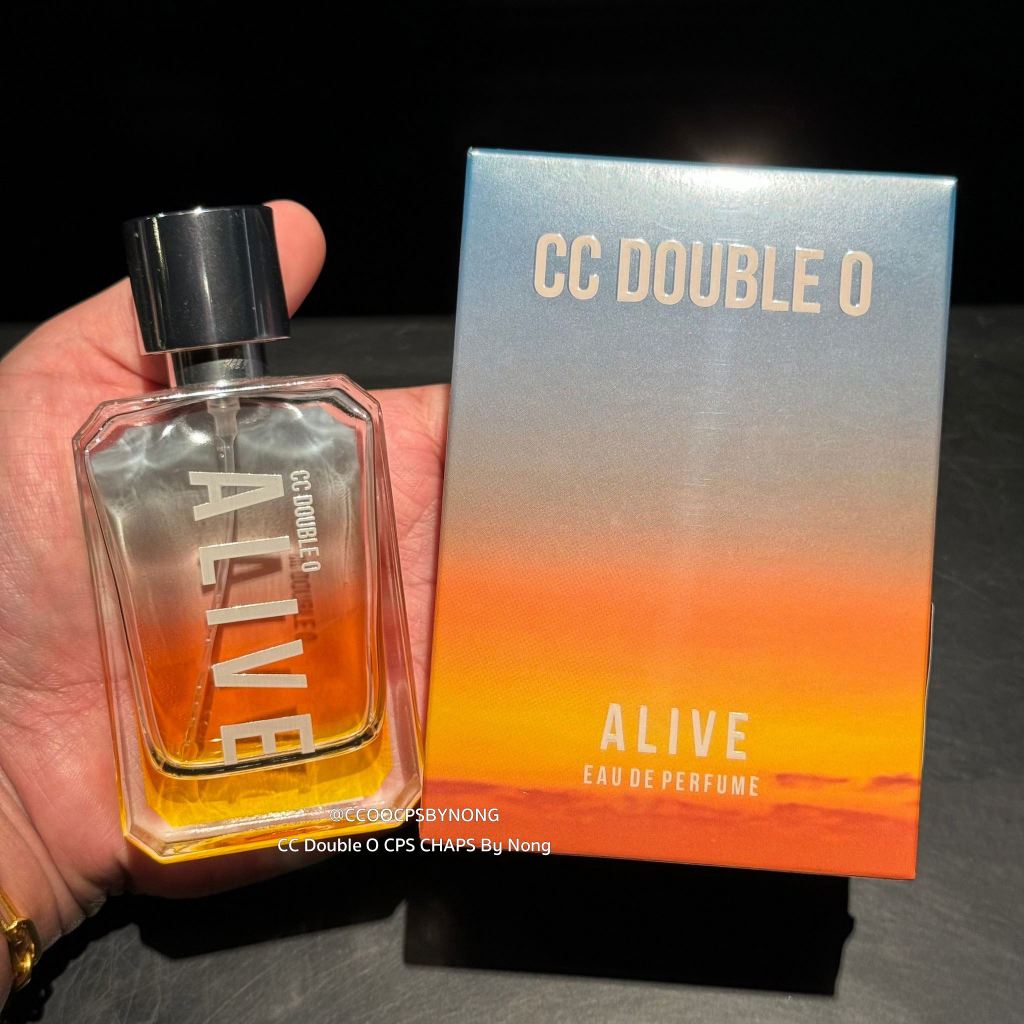 CC DOUBLE O
ALIVE
CC DOUBLE O
ALIVE
EAU DE PERFUME
@CCOOCPSBYNONG
CC Double O CPS CHAPS By Nong